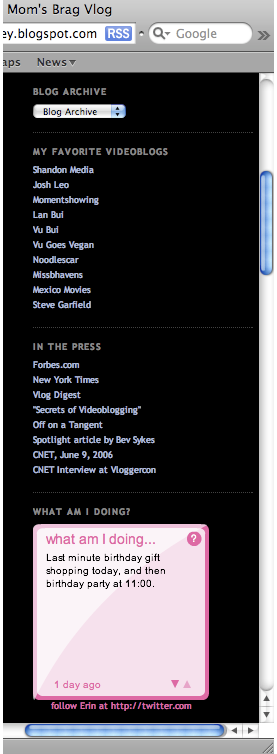 Mom's Brag Vlog
ey.blogspot.com RSS Google
aps News
BLOG ARCHIVE
Blog Archive
MY FAVORITE VIDEOBLOGS
Shandon Media
Josh Leo
Momentshowing
Lan Bui
Vu Bui
Vu Goes Vegan
Noodlescar
Missbhavens
Mexico Movies
Steve Garfield
IN THE PRESS
Forbes.com
New York Times
Vlog Digest
"Secrets of Videoblogging"
Off on a Tangent
Spotlight article by Bev Sykes
CNET, June 9, 2006
CNET Interview at Vloggercon
WHAT AM I DOING?
what am I doing... ?
Last minute birthday gift
shopping today, and then
birthday party at 11:00.
1 day ago
follow Erin at http://twitter.com